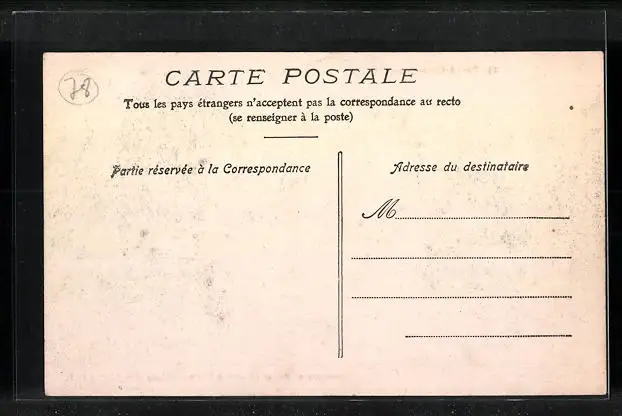 78
CARTE POSTALE
Tous les pays étrangers n'acceptent pas la correspondance au recto
(se renseigner à la poste)
Partie réservée à la Correspondance
Adresse du destinataire
M